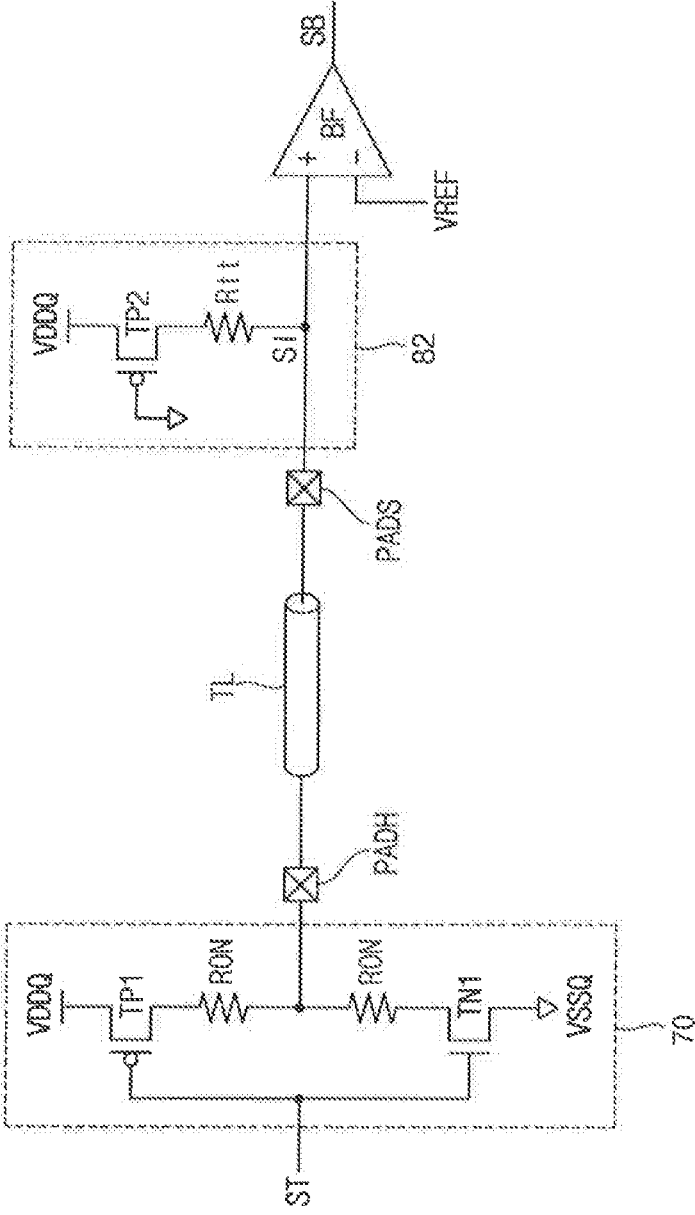 ST
VDDQ
TP1
RON
RON
TN1
VSSQ
70
PADH
TL
PADS
VDDQ
TP2
Rtt
SI
82
+
BF
-
VREF
SB